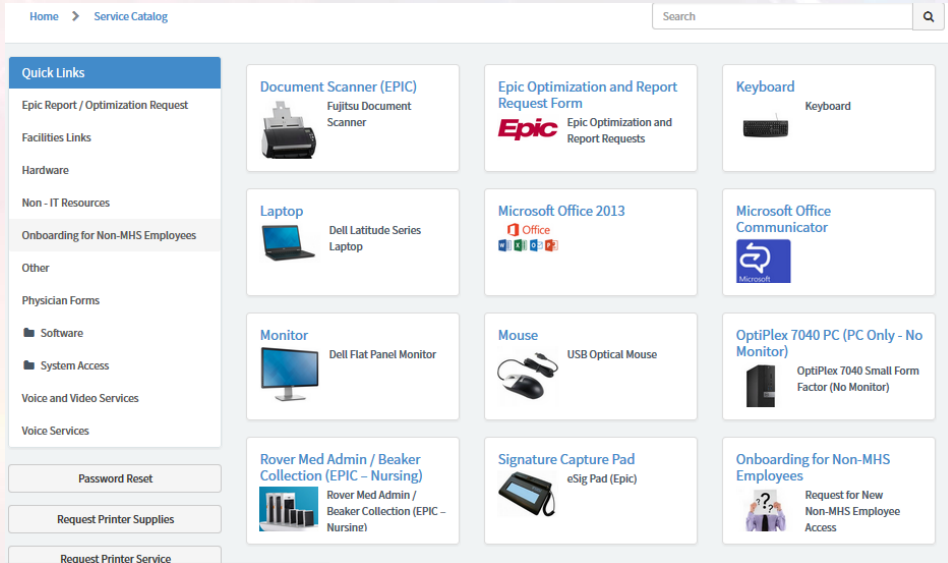 Home > Service Catalog
Search
Quick Links
Epic Report / Optimization Request
Facilities Links
Hardware
Non - IT Resources
Onboarding for Non-MHS Employees
Other
Physician Forms
Software
System Access
Voice and Video Services
Voice Services
Password Reset
Request Printer Supplies
Request Printer Service
Document Scanner (EPIC)
Fujitsu Document
Scanner
Epic Optimization and Report
Request Form
Epic
Epic Optimization and
Report Requests
Keyboard
Keyboard
Laptop
Dell Latitude Series
Laptop
Microsoft Office 2013
Office
Microsoft Office
Communicator
Microsoft
Monitor
Dell Flat Panel Monitor
Mouse
USB Optical Mouse
OptiPlex 7040 PC (PC Only - No
Monitor)
OptiPlex 7040 Small Form
Factor (No Monitor)
Rover Med Admin / Beaker
Collection (EPIC – Nursing)
Rover Med Admin /
Beaker Collection (EPIC –
Nursing)
Signature Capture Pad
eSig Pad (Epic)
Onboarding for Non-MHS
Employees
? ? ?
Request for New
Non-MHS Employee
Access